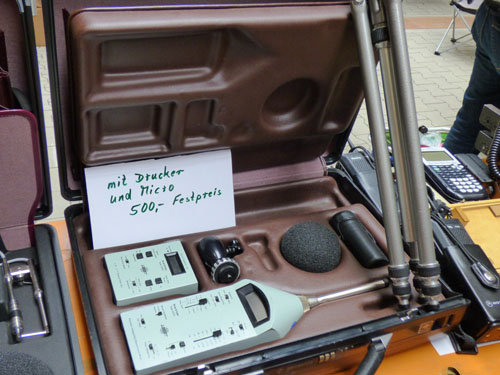 mit Drucker
und Micro
500,- Festpreis